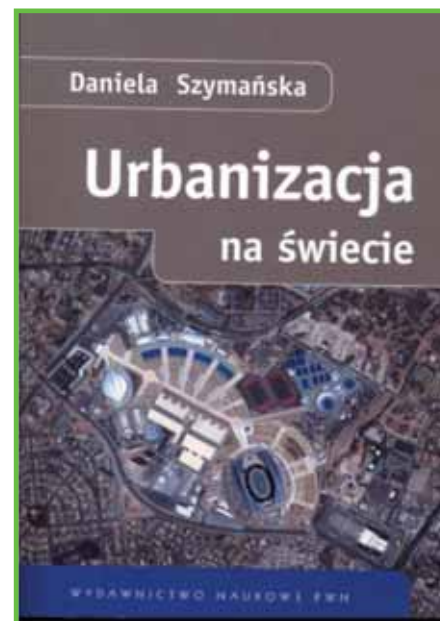 Daniela Szymańska
Urbanizacja
na świecie
WYDAWNICTWO NAUKOWE PWN